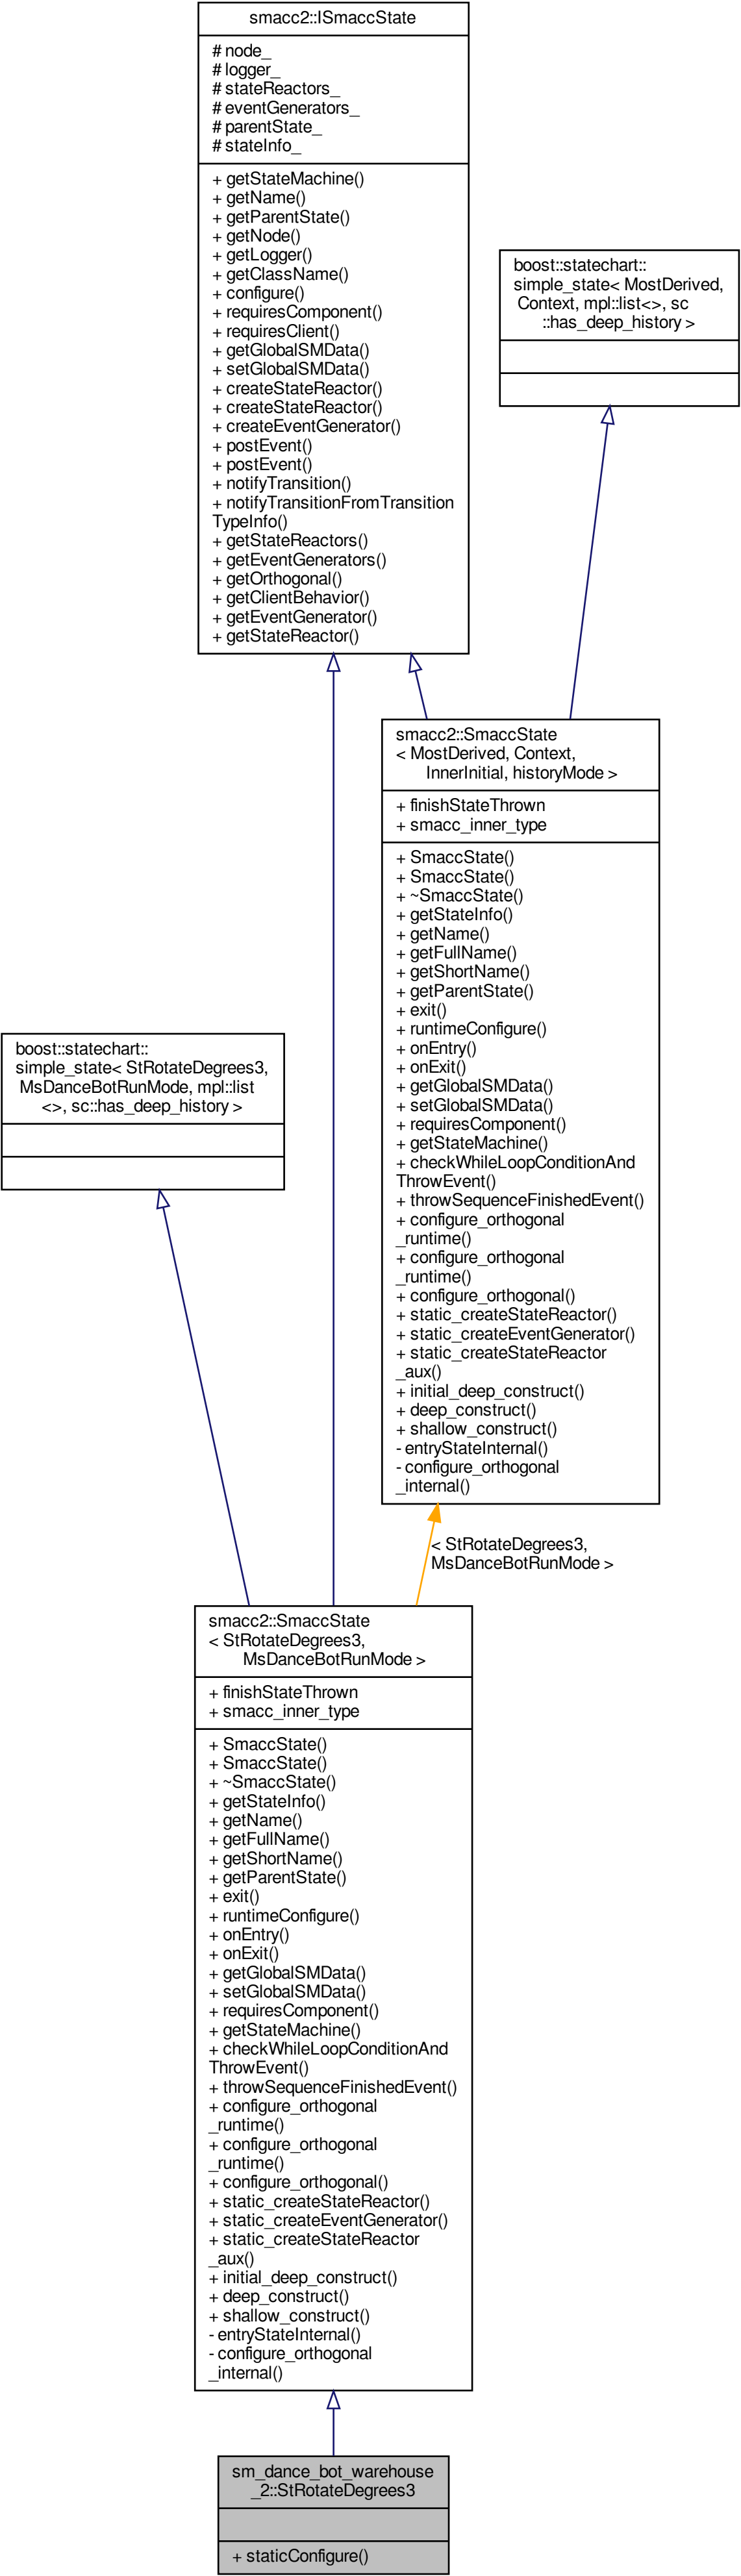 smacc2::ISmaccState
# node_
# logger_
# stateReactors_
# eventGenerators_
# parentState_
# stateInfo_
+ getStateMachine()
+ getName()
+ getParentState()
+ getNode()
+ getLogger()
+ getClassName()
+ configure()
+ requiresComponent()
+ requiresClient()
+ getGlobalSMData()
+ setGlobalSMData()
+ createStateReactor()
+ createStateReactor()
+ createEventGenerator()
+ postEvent()
+ postEvent()
+ notifyTransition()
+ notifyTransitionFromTransition
TypeInfo()
+ getStateReactors()
+ getEventGenerators()
+ getOrthogonal()
+ getClientBehavior()
+ getEventGenerator()
+ getStateReactor()
boost::statechart::
simple_state< MostDerived,
Context, mpl::list<>, sc
::has_deep_history >
smacc2::SmaccState
< MostDerived, Context,
InnerInitial, historyMode >
+ finishStateThrown
+ smacc_inner_type
+ SmaccState()
+ SmaccState()
+ ~SmaccState()
+ getStateInfo()
+ getName()
+ getFullName()
+ getShortName()
+ getParentState()
+ exit()
+ runtimeConfigure()
+ onEntry()
+ onExit()
+ getGlobalSMData()
+ setGlobalSMData()
+ requiresComponent()
+ getStateMachine()
+ checkWhileLoopConditionAnd
ThrowEvent()
+ throwSequenceFinishedEvent()
+ configure_orthogonal
_runtime()
+ configure_orthogonal
_runtime()
+ configure_orthogonal()
+ static_createStateReactor()
+ static_createEventGenerator()
+ static_createStateReactor
_aux()
+ initial_deep_construct()
+ deep_construct()
+ shallow_construct()
- entryStateInternal()
- configure_orthogonal
_internal()
boost::statechart::
simple_state< StRotateDegrees3,
MsDanceBotRunMode, mpl::list
<>, sc::has_deep_history >
< StRotateDegrees3,
MsDanceBotRunMode >
smacc2::SmaccState
< StRotateDegrees3,
MsDanceBotRunMode >
+ finishStateThrown
+ smacc_inner_type
+ SmaccState()
+ SmaccState()
+ ~SmaccState()
+ getStateInfo()
+ getName()
+ getFullName()
+ getShortName()
+ getParentState()
+ exit()
+ runtimeConfigure()
+ onEntry()
+ onExit()
+ getGlobalSMData()
+ setGlobalSMData()
+ requiresComponent()
+ getStateMachine()
+ checkWhileLoopConditionAnd
ThrowEvent()
+ throwSequenceFinishedEvent()
+ configure_orthogonal
_runtime()
+ configure_orthogonal
_runtime()
+ configure_orthogonal()
+ static_createStateReactor()
+ static_createEventGenerator()
+ static_createStateReactor
_aux()
+ initial_deep_construct()
+ deep_construct()
+ shallow_construct()
- entryStateInternal()
- configure_orthogonal
_internal()
sm_dance_bot_warehouse
_2::StRotateDegrees3
+ staticConfigure()